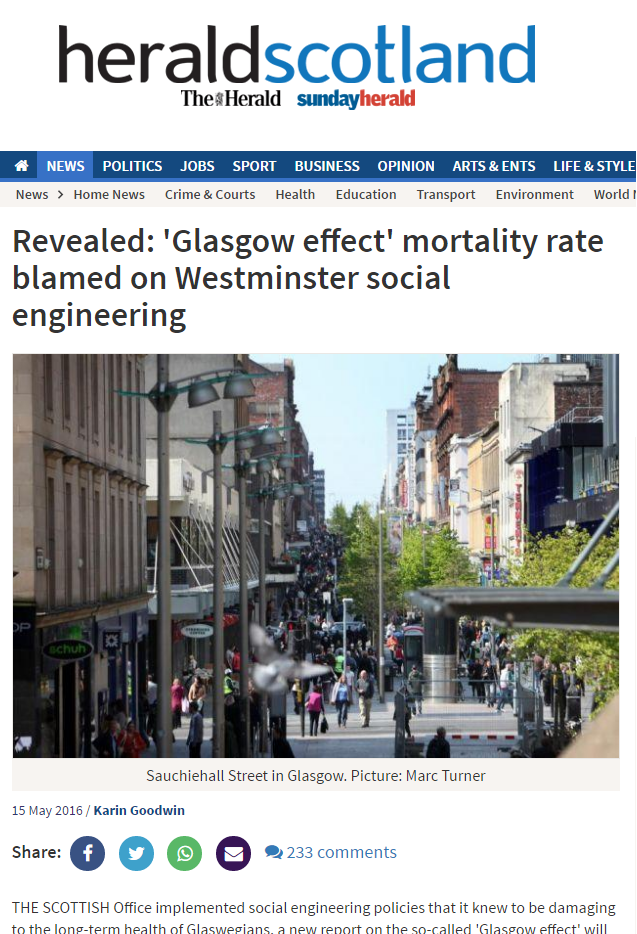 heraldscotland
The Herald sundayherald
NEWS POLITICS JOBS SPORT BUSINESS OPINION ARTS & ENTS LIFE & STYLE
News > Home News Crime & Courts Health Education Transport Environment World
Revealed: 'Glasgow effect' mortality rate
blamed on Westminster social
engineering
schuh
Sauchiehall Street in Glasgow. Picture: Marc Turner
15 May 2016 / Karin Goodwin
Share: 233 comments
THE SCOTTISH Office implemented social engineering policies that it knew to be damaging
to the long-term health of Glaswegians, a new report on the so-called 'Glasgow effect' will